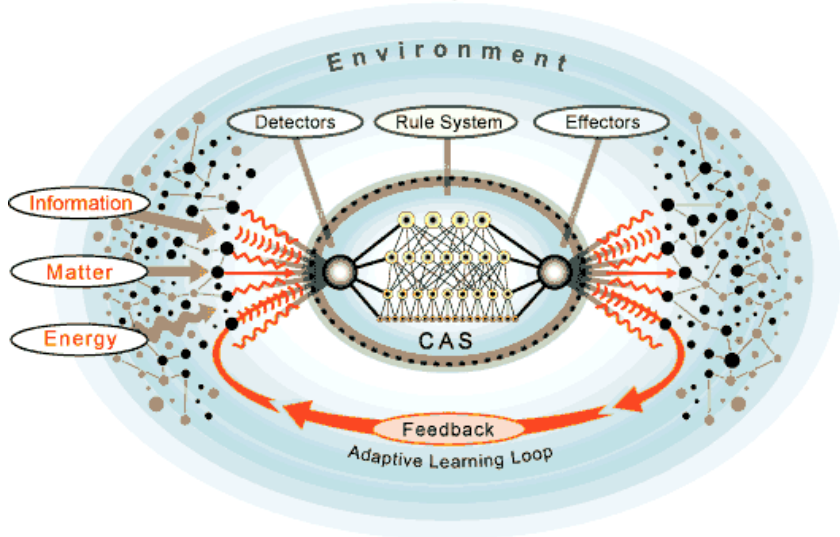 Environment
Detectors
Rule System
Effectors
Information
Matter
Energy
CAS
Feedback
Adaptive Learning Loop